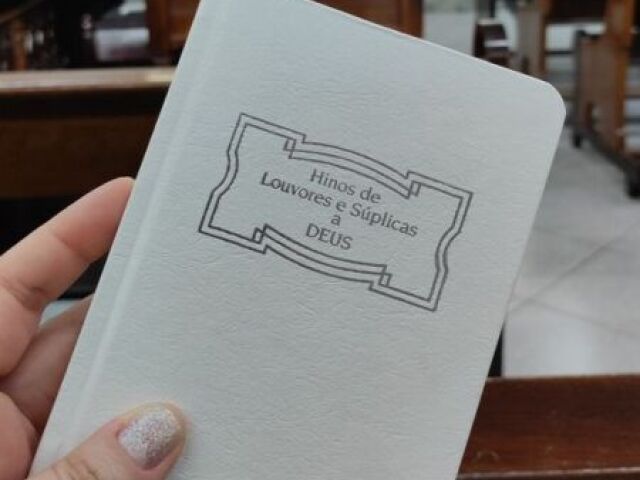 Hinos de
Louvores e Súplicas
a
DEUS